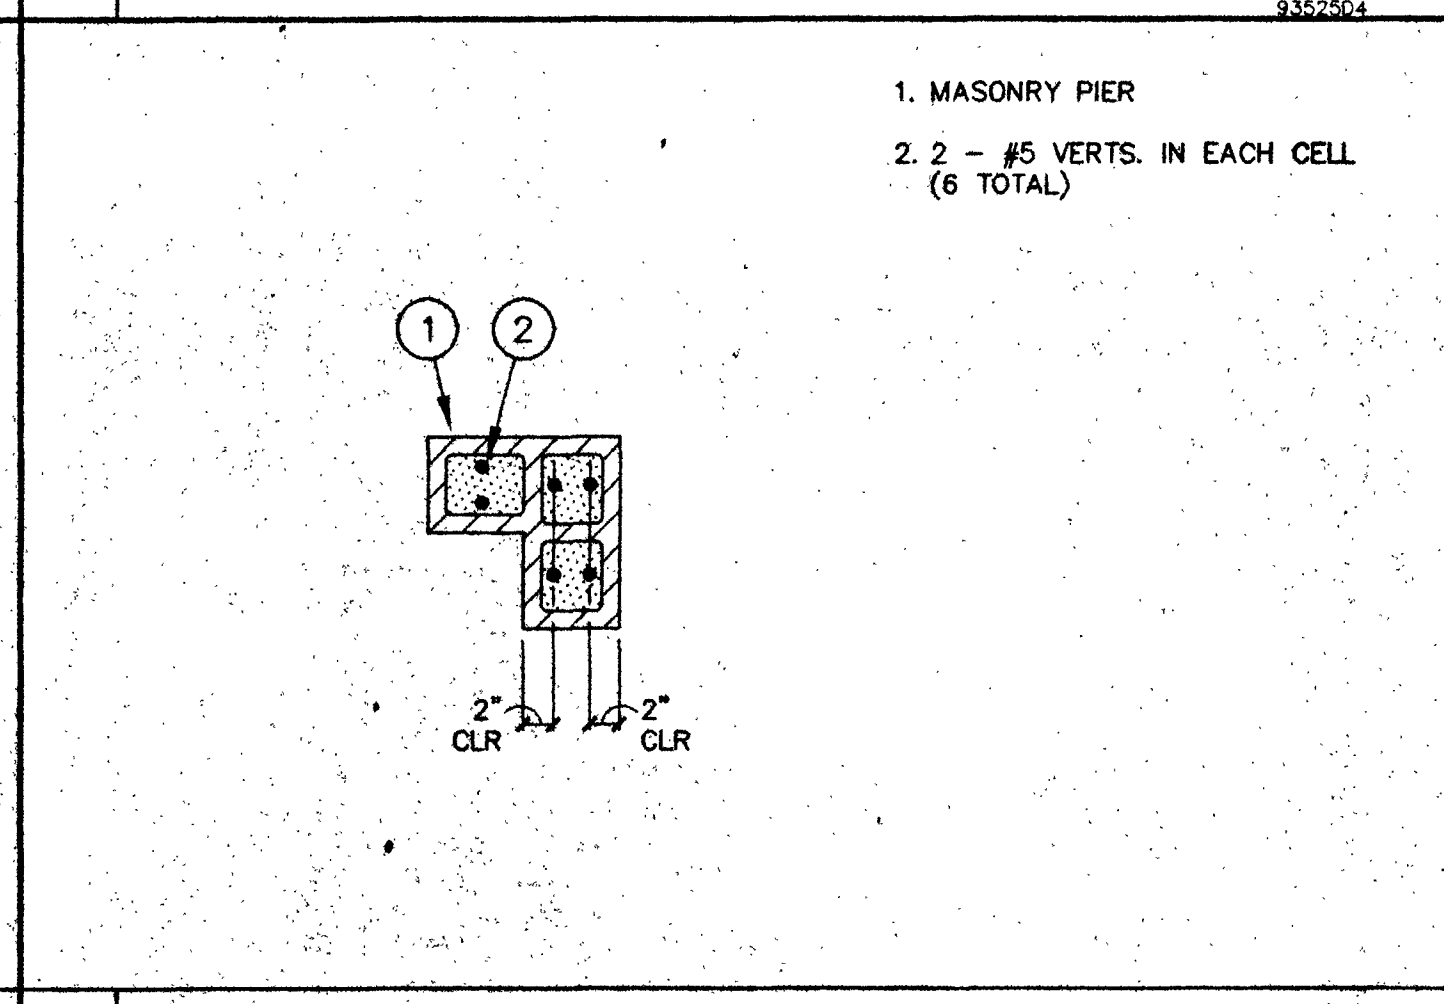 93525D4
1. MASONRY PIER
2. 2 - #5 VERTS. IN EACH CELL
(6 TOTAL)
1 2
2" 2"
CLR CLR